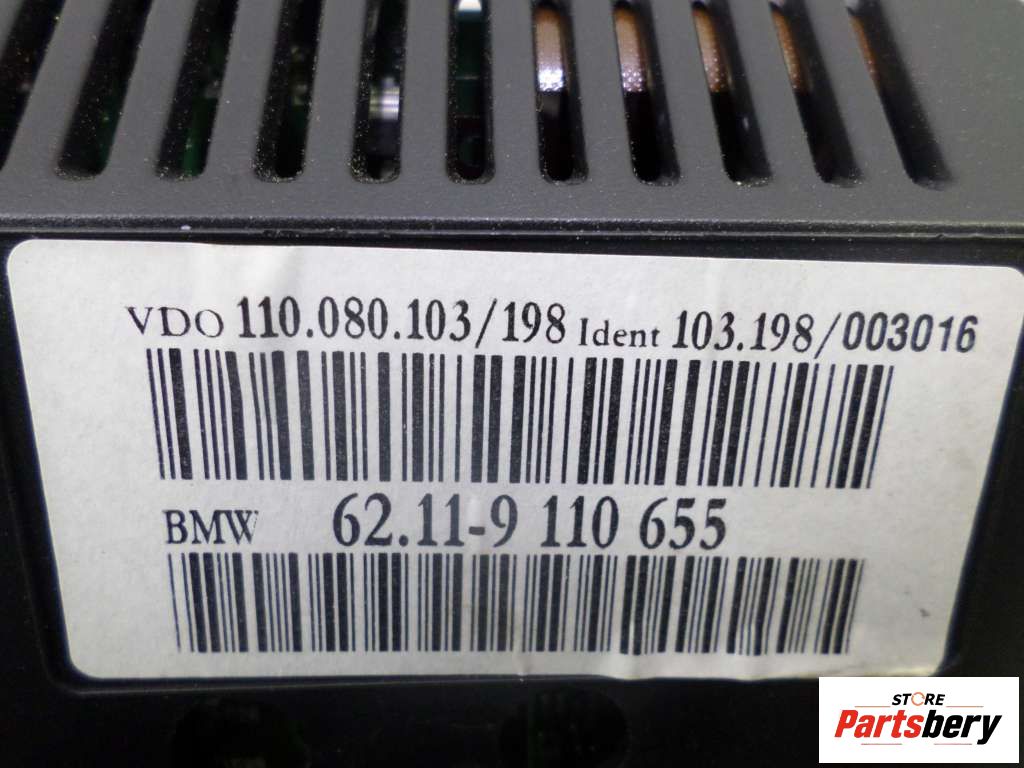 VDO 110.080.103/198 Ident 103.198/003016
BMW 62.11-9 110 655
STORE
Partsbery